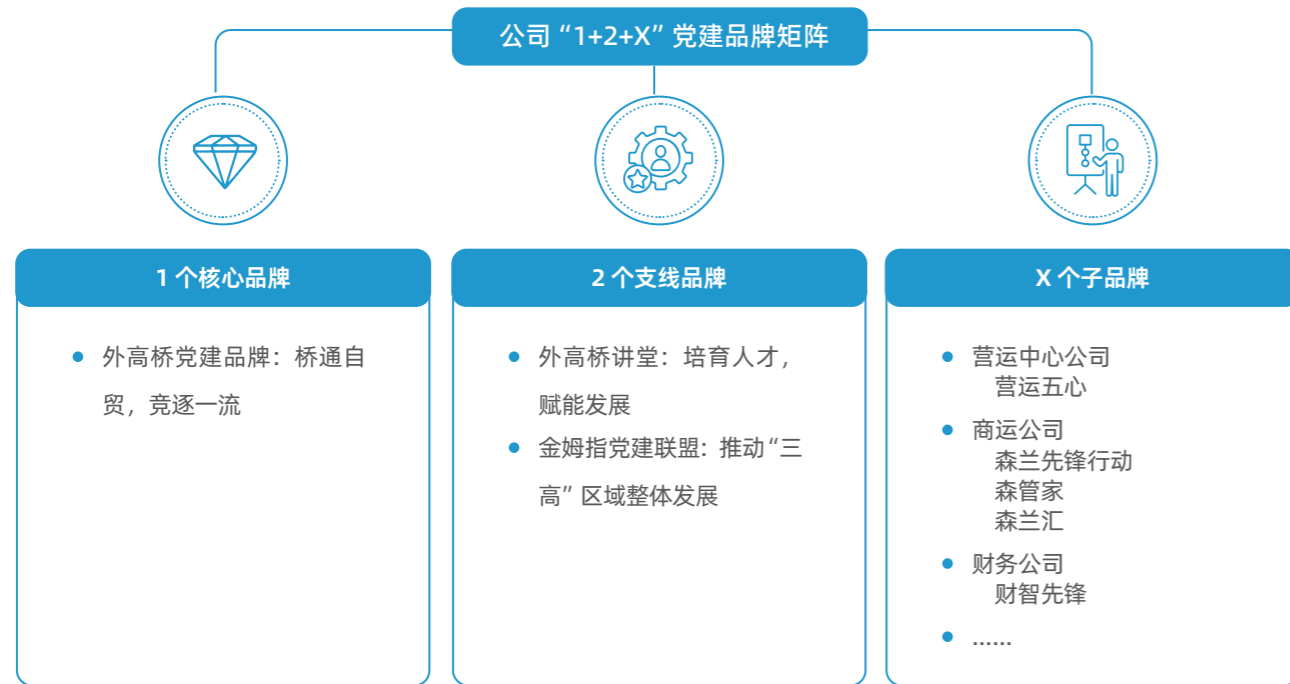 公司“1+2+X”党建品牌矩阵
1 个核心品牌
外高桥党建品牌：桥通自
贸，竞逐一流
2 个支线品牌
外高桥讲堂：培育人才，
赋能发展
金姆指党建联盟：推动“三
高”区域整体发展
X 个子品牌
营运中心公司
营运五心
商运公司
森兰先锋行动
森管家
森兰汇
财务公司
财智先锋
……